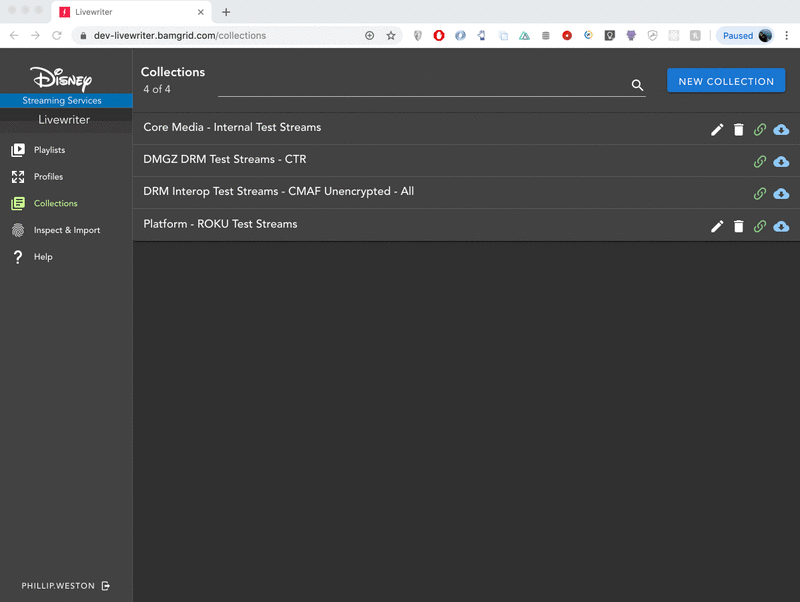 Livewriter
dev-livewriter.bamgrid.com/collections
Paused
Disney
Streaming Services
Livewriter
Playlists
Profiles
Collections
Inspect & Import
Help
PHILLIP.WESTON
Collections
4 of 4
NEW COLLECTION
Core Media - Internal Test Streams
DMGZ DRM Test Streams - CTR
DRM Interop Test Streams - CMAF Unencrypted - All
Platform - ROKU Test Streams